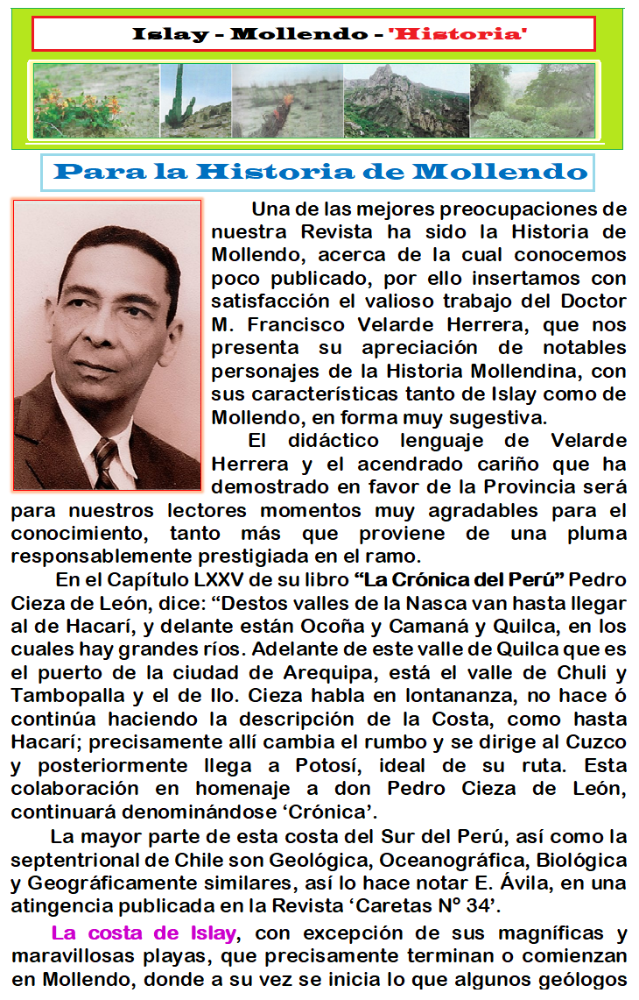 Islay - Mollendo - 'Historia'
Para la Historia de Mollendo
Una de las mejores preocupaciones de
nuestra Revista ha sido la Historia de
Mollendo, acerca de la cual conocemos
poco publicado, por ello insertamos con
satisfacción el valioso trabajo del Doctor
M. Francisco Velarde Herrera, que nos
presenta su apreciación de notables
personajes de la Historia Mollendina, con
sus características tanto de Islay como de
Mollendo, en forma muy sugestiva.
El didáctico lenguaje de Velarde
Herrera y el acendrado cariño que ha
demostrado en favor de la Provincia será
para nuestros lectores momentos muy agradables para el
conocimiento, tanto más que proviene de una pluma
responsablemente prestigiada en el ramo.
En el Capítulo LXXV de su libro “La Crónica del Perú” Pedro
Cieza de León, dice: “Destos valles de la Nasca van hasta llegar
al de Hacarí, y delante están Ocoña y Camaná y Quilca, en los
cuales hay grandes ríos. Adelante de este valle de Quilca que es
el puerto de la ciudad de Arequipa, está el valle de Chuli y
Tambopalla y el de Ilo. Cieza habla en lontananza, no hace ó
continúa haciendo la descripción de la Costa, como hasta
Hacarí; precisamente allí cambia el rumbo y se dirige al Cuzco
y posteriormente llega a Potosí, ideal de su ruta. Esta
colaboración en homenaje a don Pedro Cieza de León,
continuará denominándose ‘Crónica’.
La mayor parte de esta costa del Sur del Perú, así como la
septentrional de Chile son Geológica, Oceanográfica, Biológica
y Geográficamente similares, así lo hace notar E. Ávila, en una
atingencia publicada en la Revista ‘Caretas Nº 34’.
La costa de Islay, con excepción de sus magníficas y
maravillosas playas, que precisamente terminan o comienzan
en Mollendo, donde a su vez se inicia lo que algunos geólogos